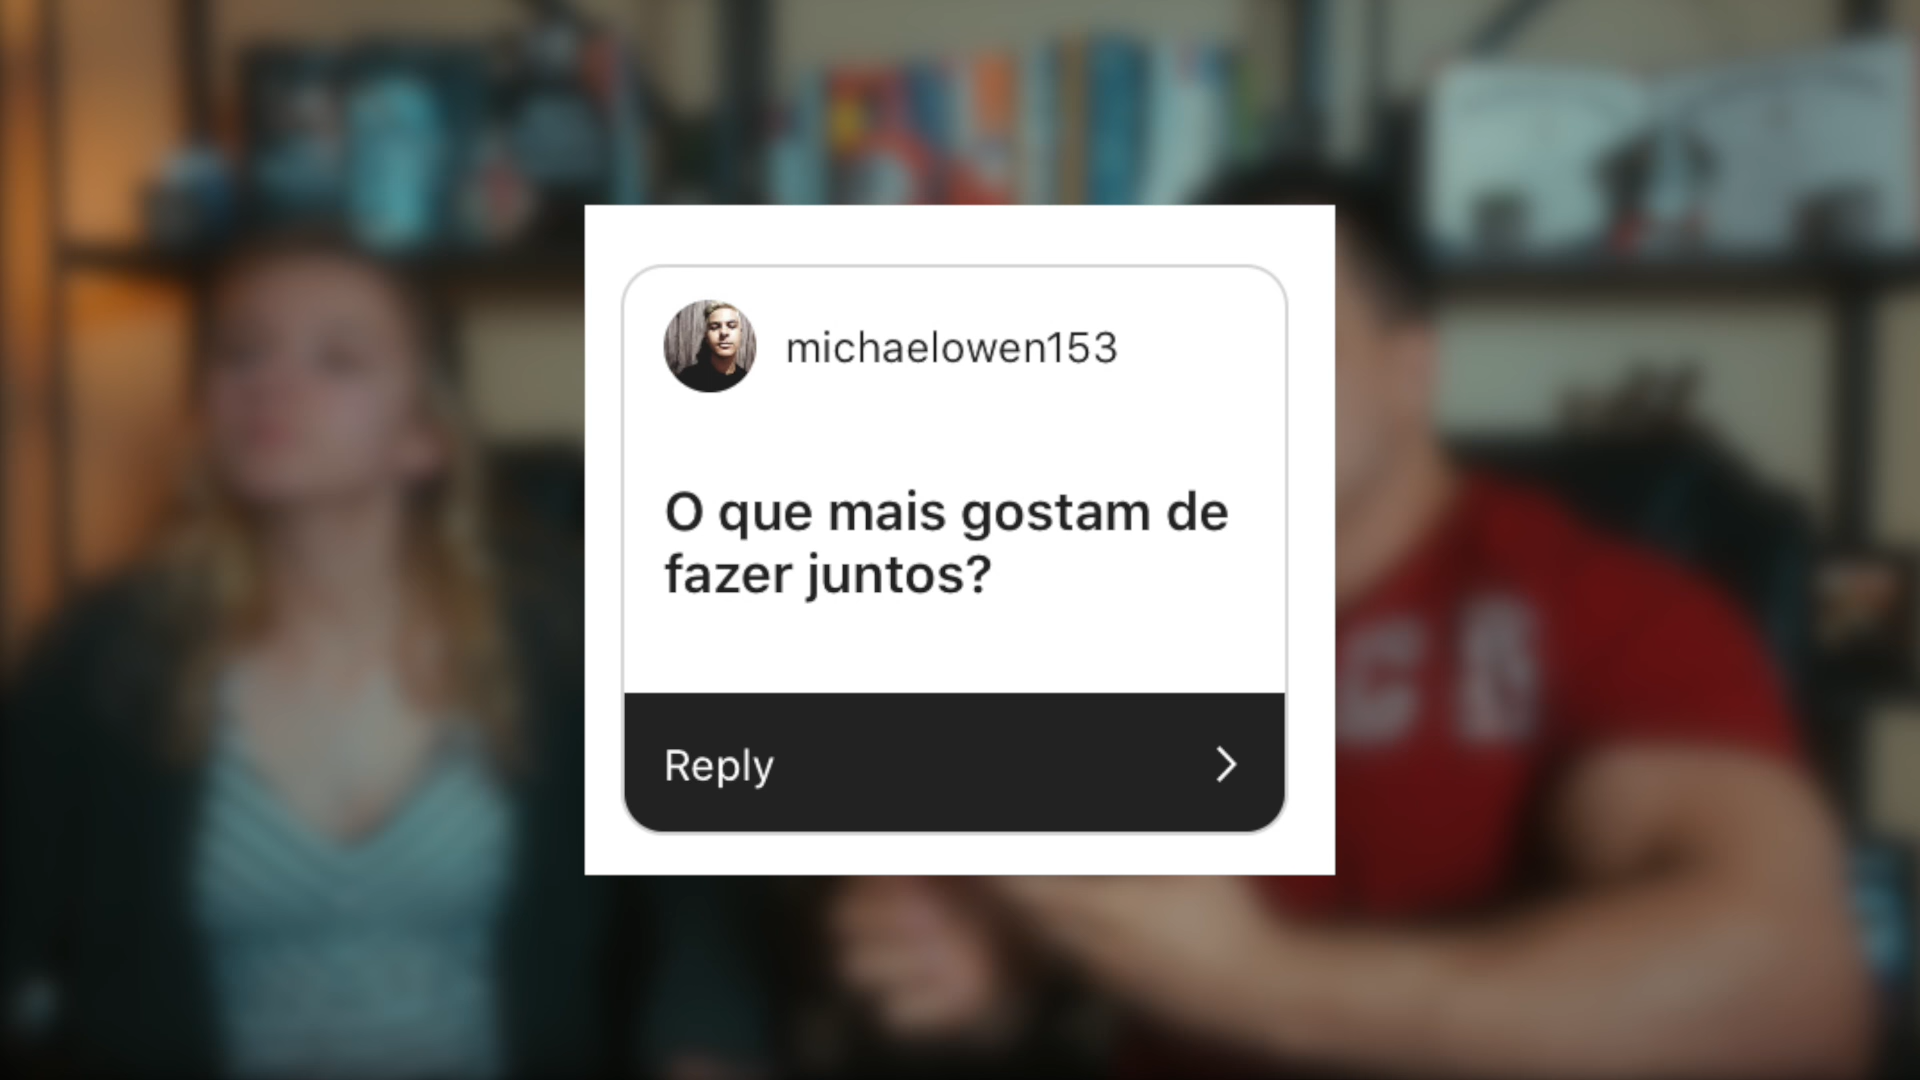 michaelowen153
O que mais gostam de
fazer juntos?
Reply